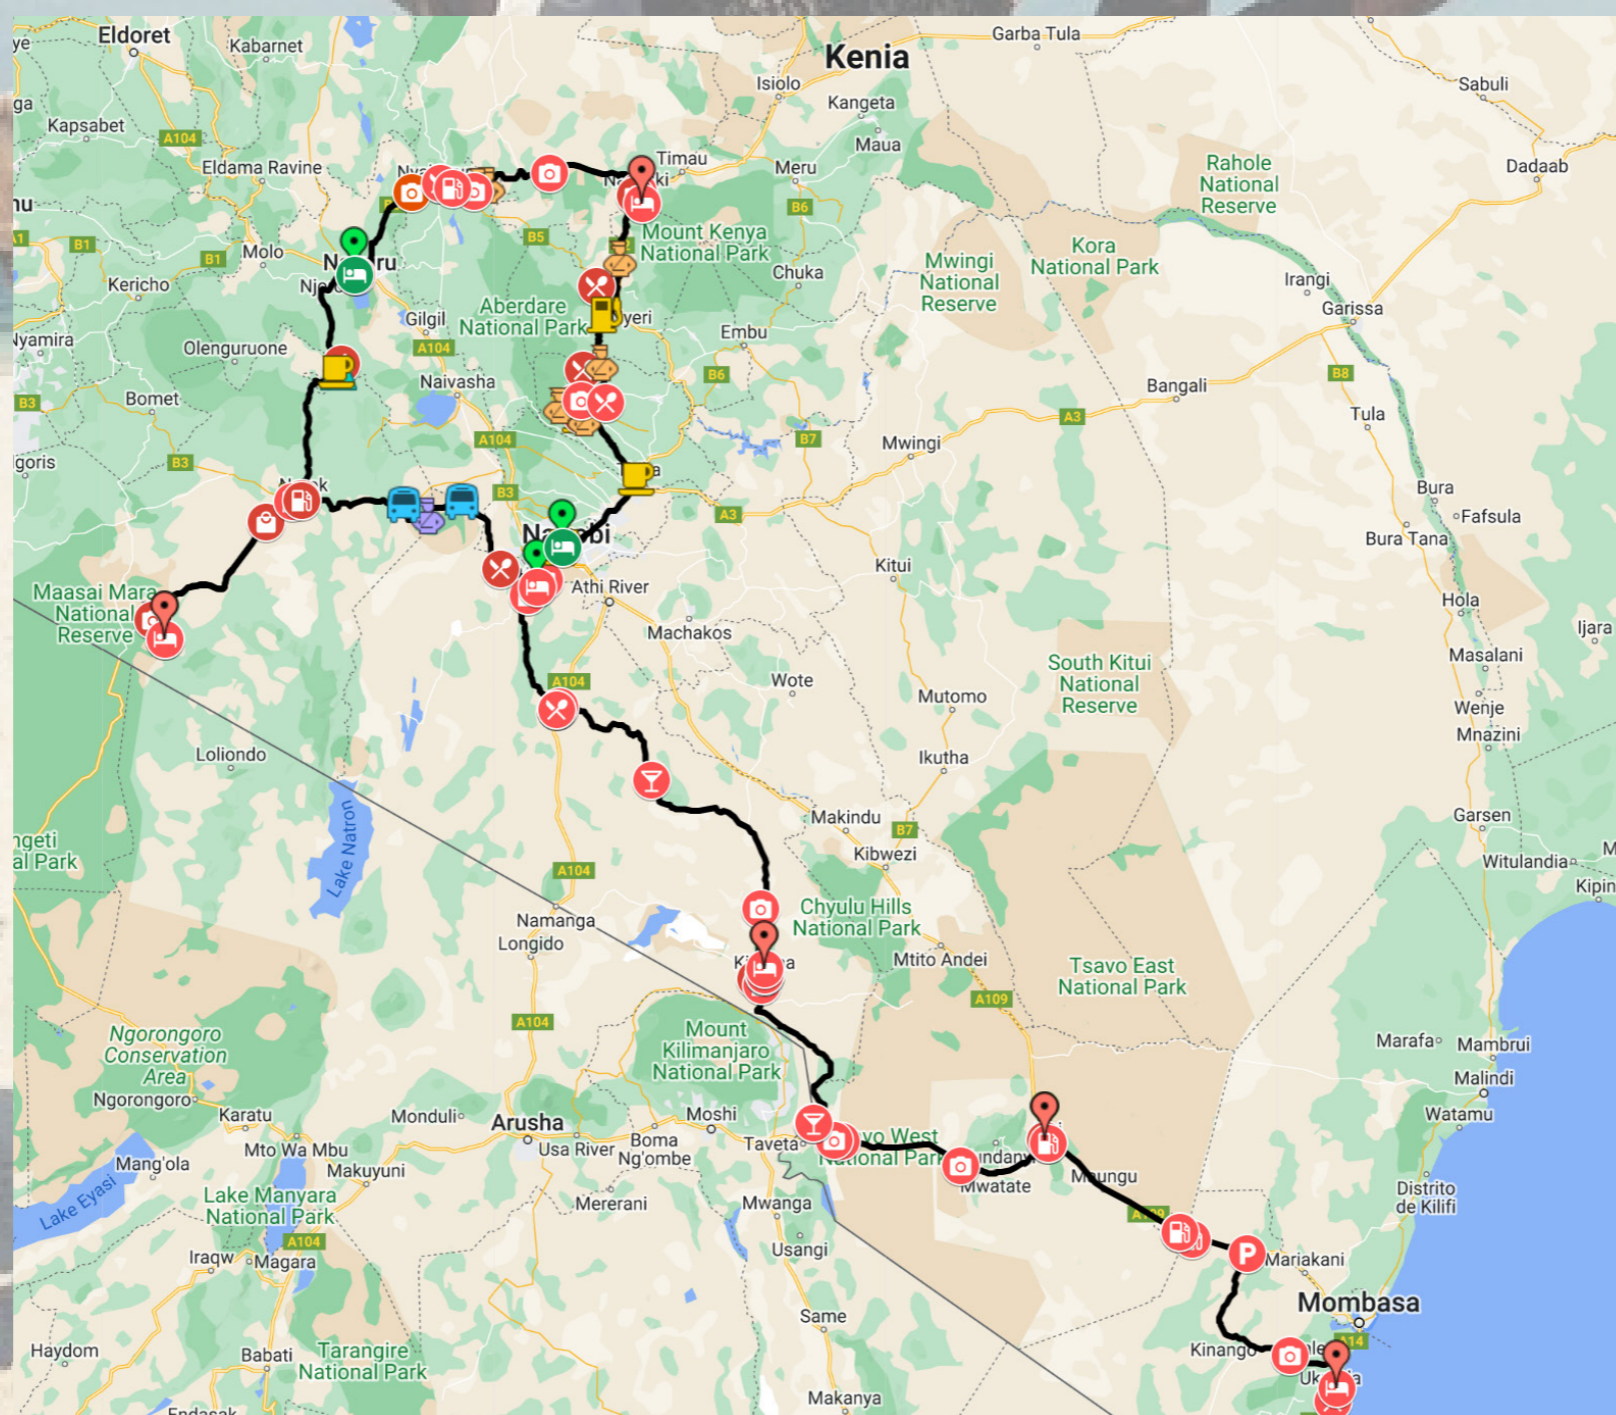 Eldoret
Kabarnet
Kenia
Garba Tula
Isiolo
Kangeta
Sabuli
Kapsabet
A104
Maua
Eldama Ravine
Timau
Meru
Rahole
National
Reserve
Dadaab
B6
B1
B1
B5
Molo
Mount Kenya
National Park
Kora
National Park
Mwingi
National
Reserve
Kericho
Chuka
Irangi
Aberdare
National Park
Garissa
Gilgil
Embu
Olenguruone
A104
Naivasha
B6
B8
Bangali
Bomet
B3
A3
Tula
A104
B7
Mwingi
B3
B3
A3
Bura
Fafsula
Bura Tana
Kitui
Athi River
Maasai Mara
National
Reserve
Hola
Ijara
Machakos
Masalani
South Kitui
National
Reserve
A104
Wote
Mutomo
Wenje
Mnazini
Loliondo
Ikutha
Lake Natron
Makindu
B7
Garsen
Kibwezi
Witulandia
A104
Namanga
Chyulu Hills
National Park
Longido
Mtito Andei
Tsavo East
National Park
A109
A104
Ngorongoro
Conservation
Area
Mount
Kilimanjaro
National Park
Marafa
Mambrui
Malindi
Ngorongoro
Karatu
Monduli
Arusha
Moshi
Watamu
Mto Wa Mbu
Usa River
Boma
Ng'ombe
Taveta
Mang'ola
Makuyuni
Mwatate
Maungu
Lake Eyasi
Lake Manyara
National Park
Mererani
Mwanga
Distrito
de Kilifi
A104
Iraqw
Magara
Usangi
Mariakani
Mombasa
Same
A14
Haydom
Babati
Tarangire
National Park
Kinango
Makanya